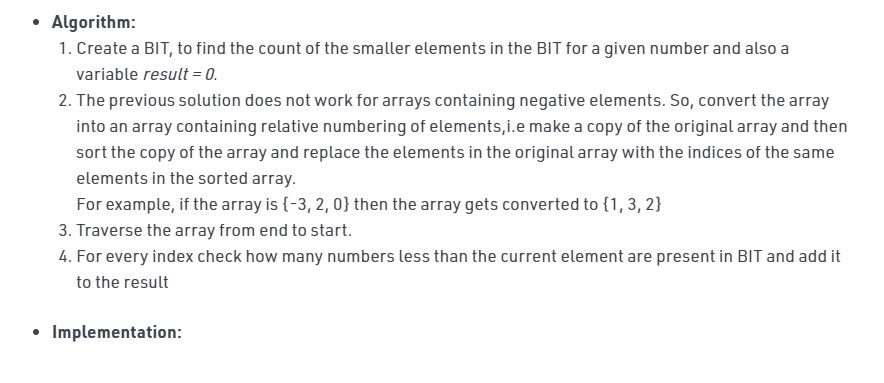 • Algorithm:
1. Create a BIT, to find the count of the smaller elements in the BIT for a given number and also a
variable result = 0.
2. The previous solution does not work for arrays containing negative elements. So, convert the array
into an array containing relative numbering of elements,i.e make a copy of the original array and then
sort the copy of the array and replace the elements in the original array with the indices of the same
elements in the sorted array.
For example, if the array is {-3, 2, 0} then the array gets converted to {1, 3, 2}
3. Traverse the array from end to start.
4. For every index check how many numbers less than the current element are present in BIT and add it
to the result
• Implementation: